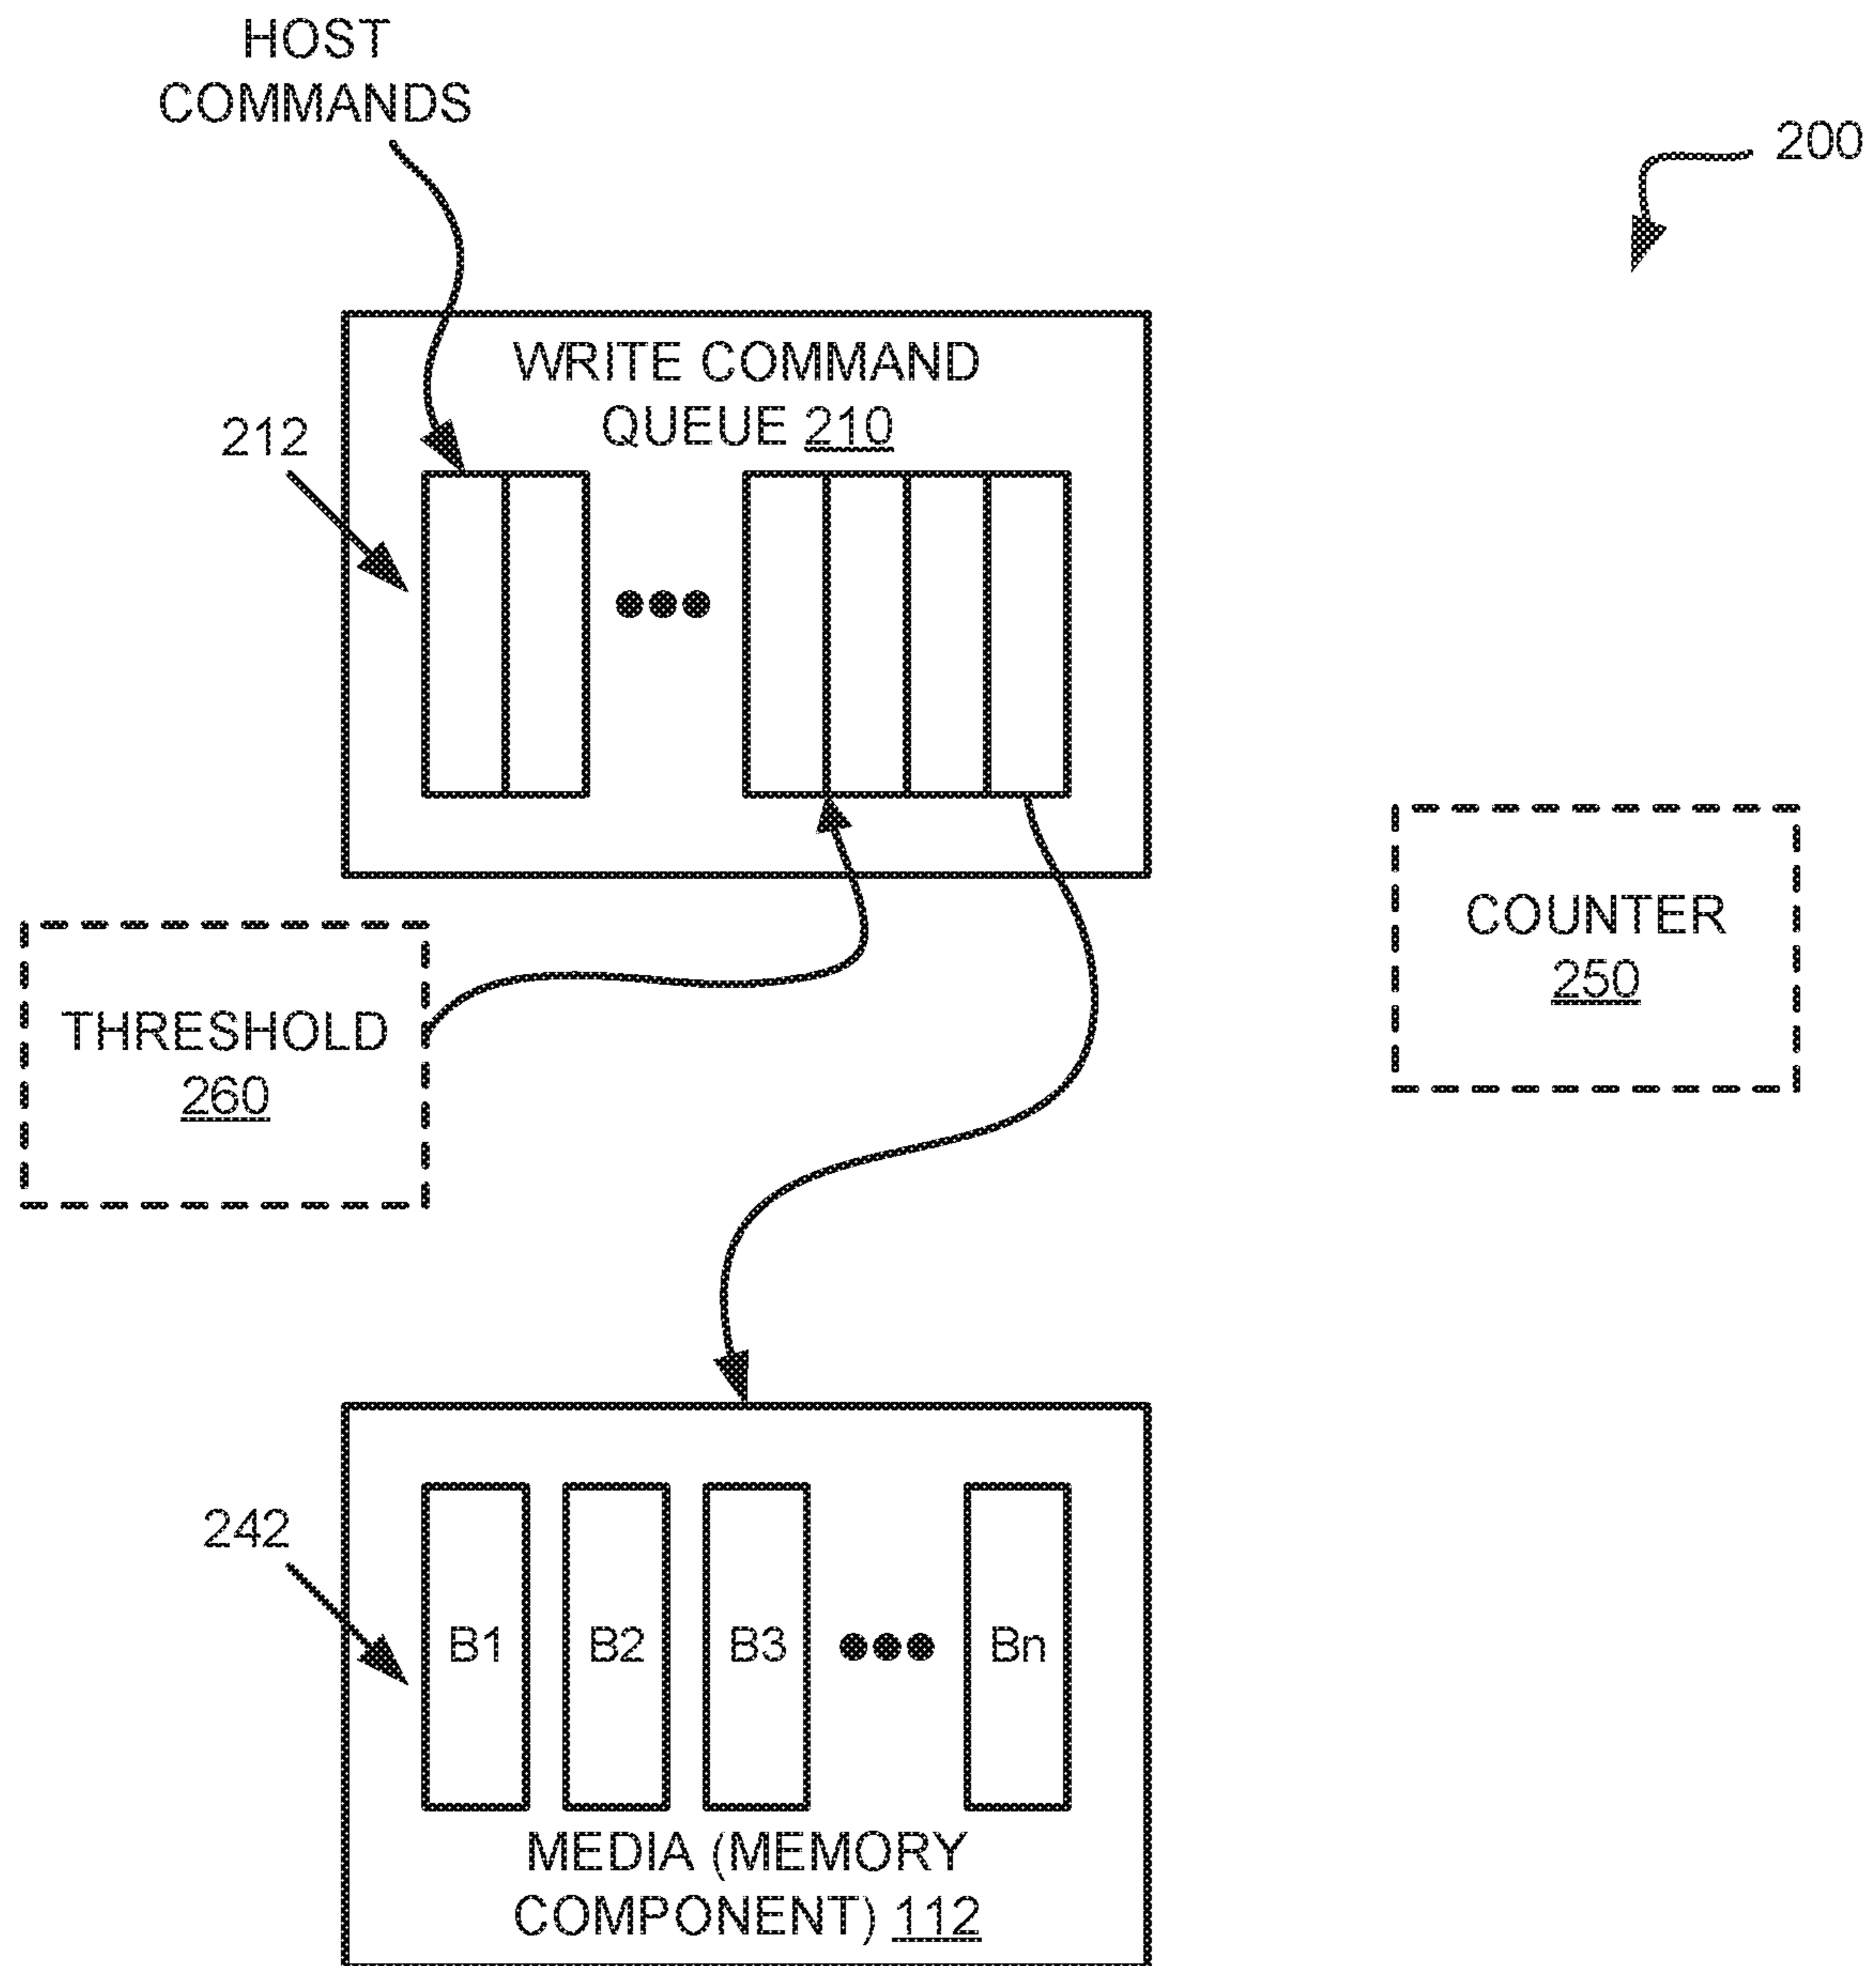 HOST
COMMANDS
200
WRITE COMMAND
QUEUE 210
212
COUNTER
250
THRESHOLD
260
242
B1 B2 B3 Bn
MEDIA (MEMORY
COMPONENT) 112